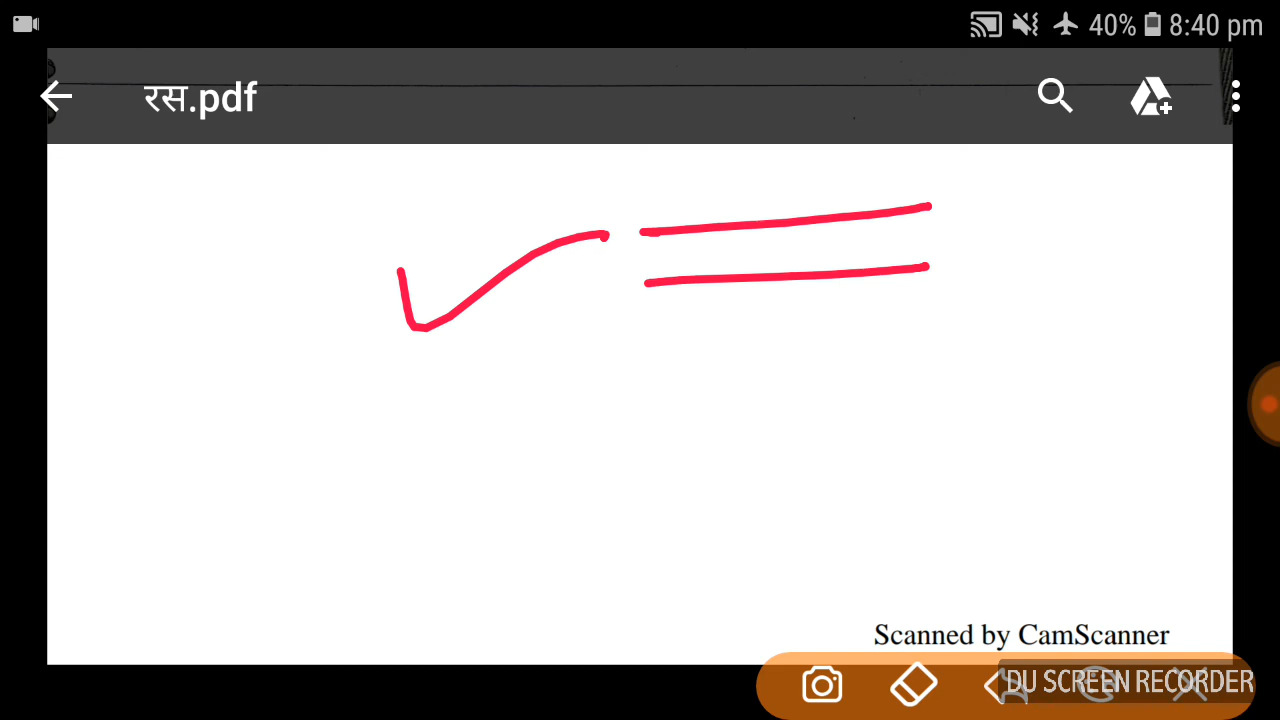 40% 8:40 pm
रस.pdf
Scanned by CamScanner
DU SCREEN RECORDER